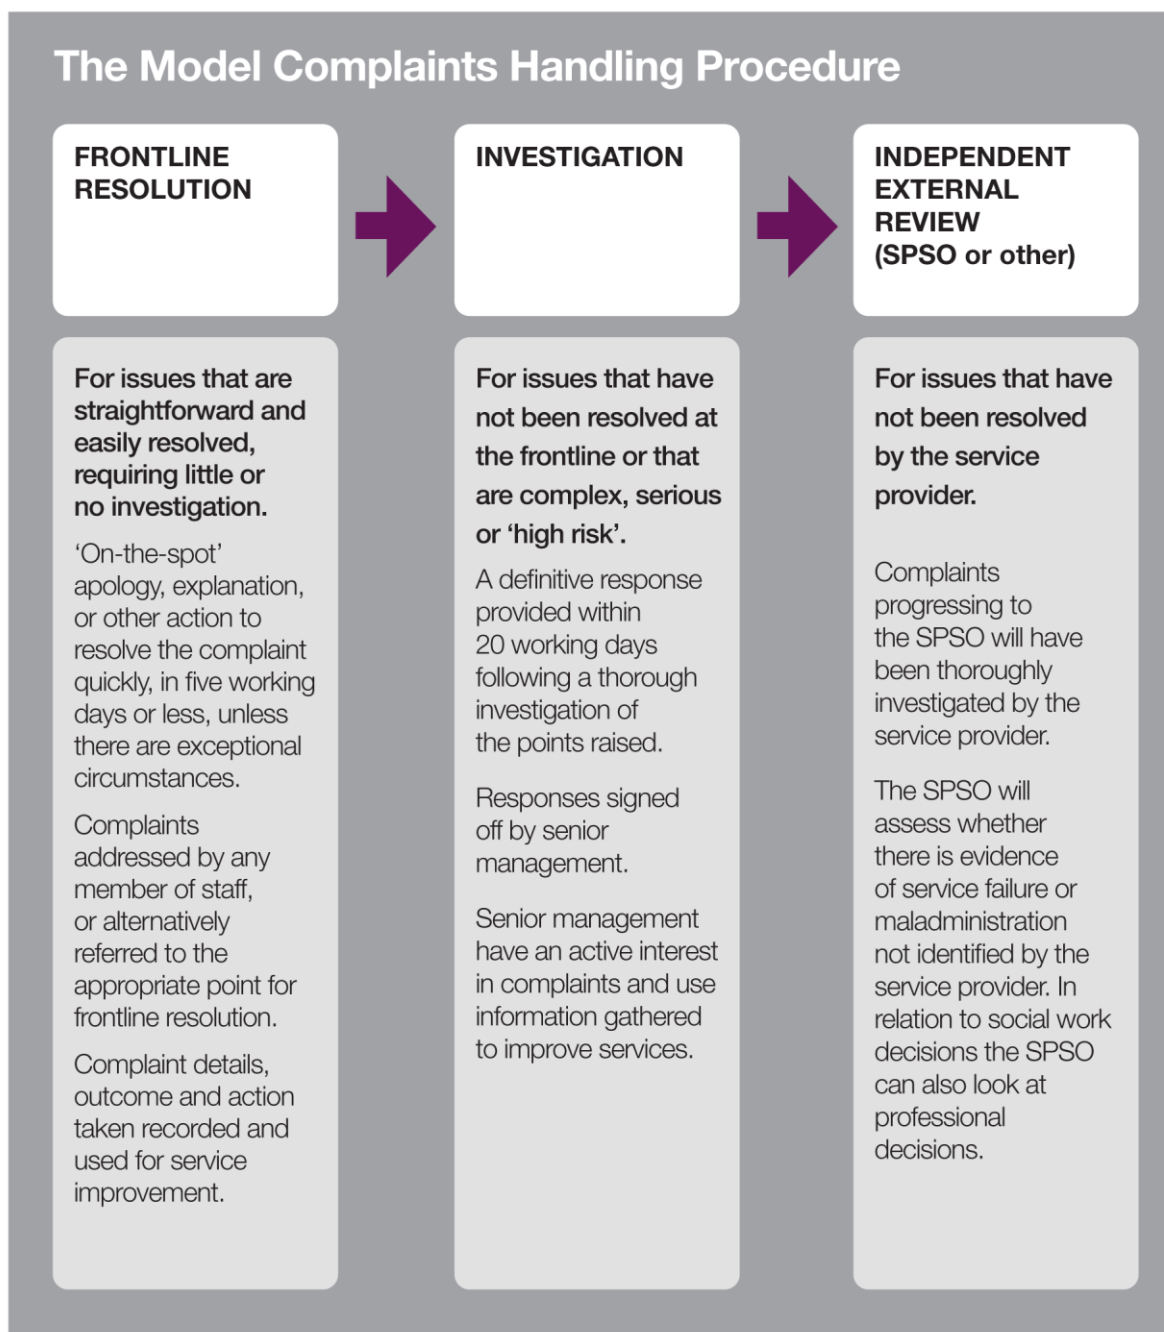 The Model Complaints Handling Procedure
FRONTLINE
RESOLUTION
INVESTIGATION
INDEPENDENT
EXTERNAL
REVIEW
(SPSO or other)
For issues that are
straightforward and
easily resolved,
requiring little or
no investigation.
‘On-the-spot’
apology, explanation,
or other action to
resolve the complaint
quickly, in five working
days or less, unless
there are exceptional
circumstances.
Complaints
addressed by any
member of staff,
or alternatively
referred to the
appropriate point for
frontline resolution.
Complaint details,
outcome and action
taken recorded and
used for service
improvement.
For issues that have
not been resolved at
the frontline or that
are complex, serious
or ‘high risk’.
A definitive response
provided within
20 working days
following a thorough
investigation of
the points raised.
Responses signed
off by senior
management.
Senior management
have an active interest
in complaints and use
information gathered
to improve services.
For issues that have
not been resolved
by the service
provider.
Complaints
progressing to
the SPSO will have
been thoroughly
investigated by the
service provider.
The SPSO will
assess whether
there is evidence
of service failure or
maladministration
not identified by the
service provider. In
relation to social work
decisions the SPSO
can also look at
professional
decisions.